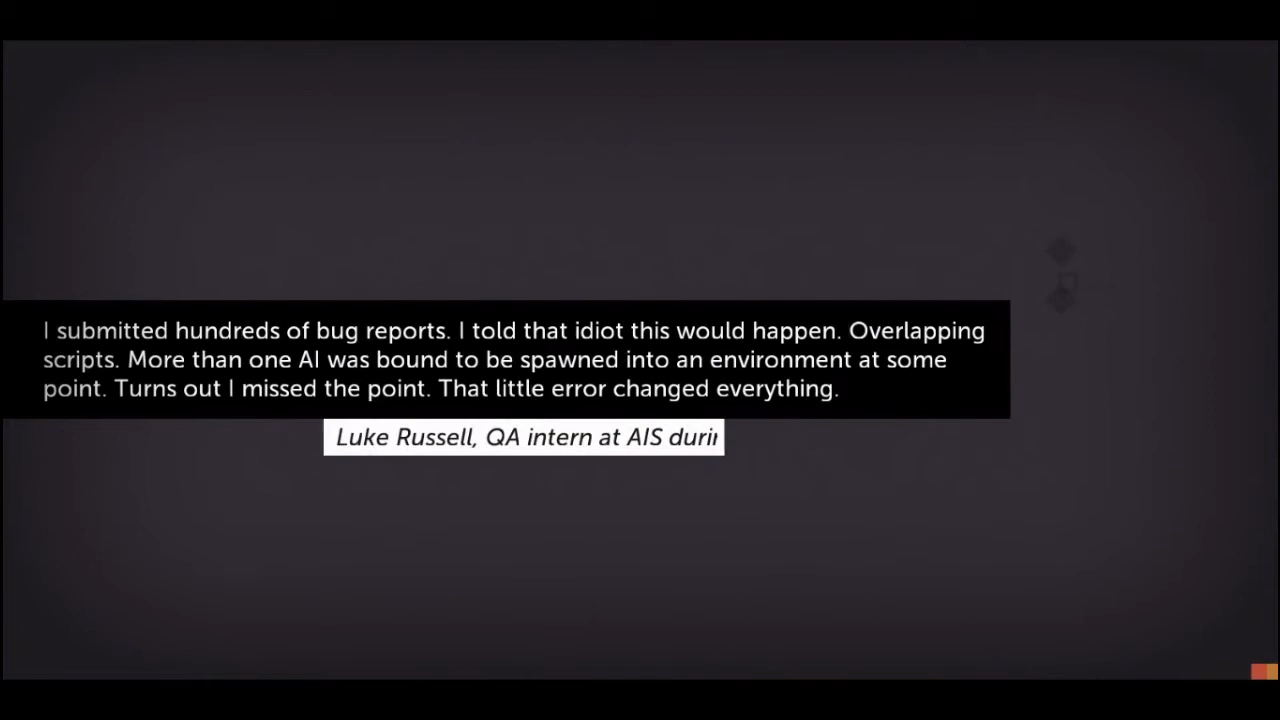 I submitted hundreds of bug reports. I told that idiot this would happen. Overlapping
scripts. More than one AI was bound to be spawned into an environment at some
point. Turns out I missed the point. That little error changed everything.
Luke Russell, QA intern at AIS duri